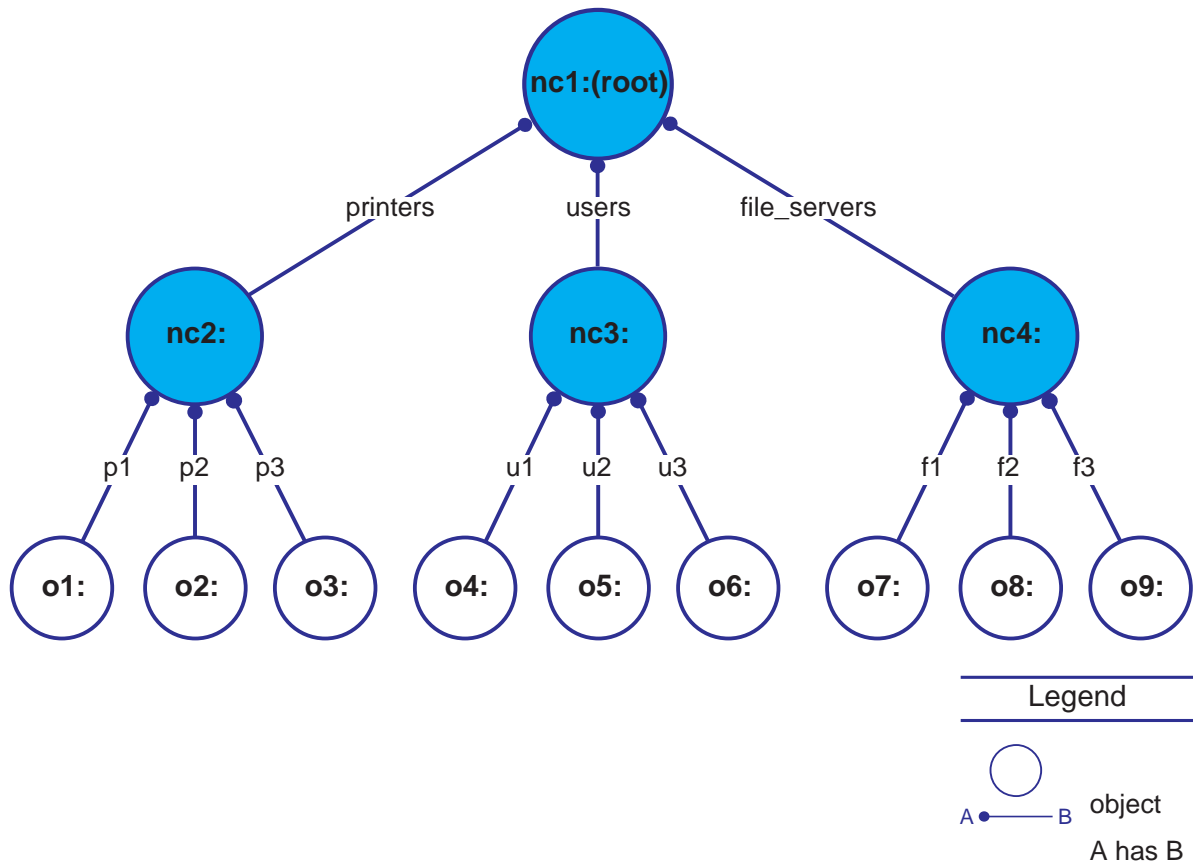 nc1:(root)
printers users file_servers
nc2: nc3: nc4:
p1 p2 p3 u1 u2 u3 f1 f2 f3
o1: o2: o3: o4: o5: o6: o7: o8: o9:
Legend
object
A B
A has B